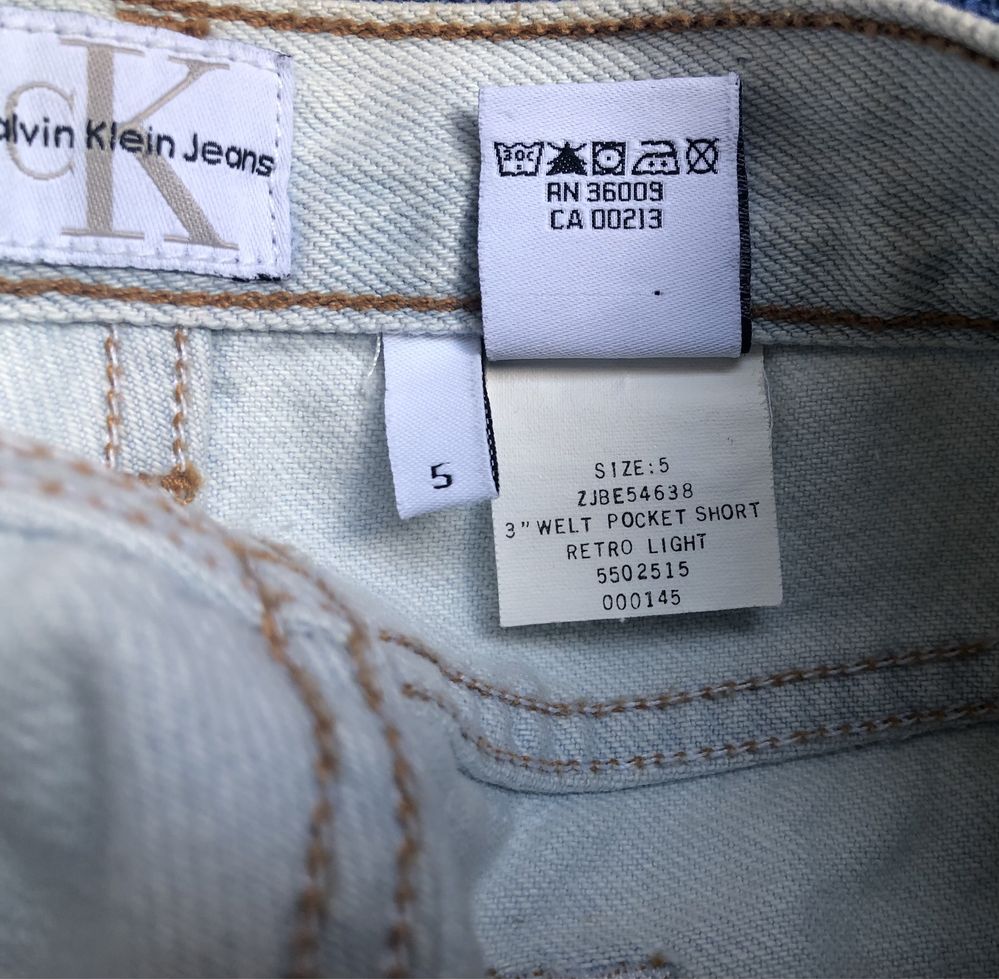 CK
alvin Klein Jeans
30C
RN 36009
CA 00213
5
SIZE:5
ZJBE54638
3" WELT POCKET SHORT
RETRO LIGHT
5502515
000145